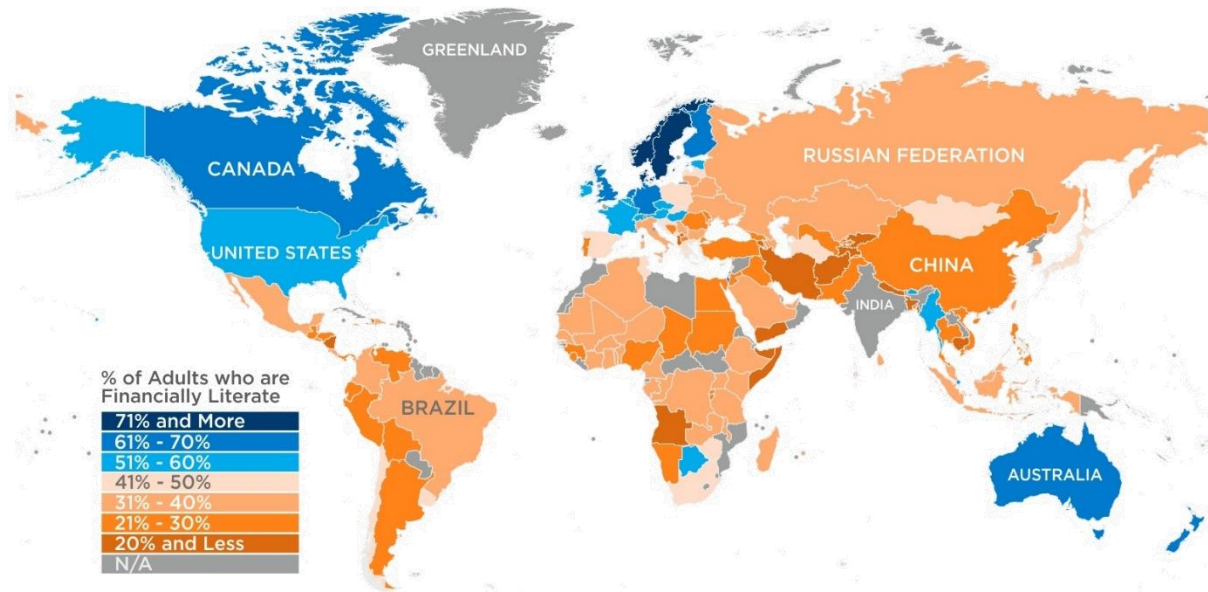 GREENLAND
CANADA
RUSSIAN FEDERATION
UNITED STATES
CHINA
INDIA
BRAZIL
AUSTRALIA
% of Adults who are
Financially Literate
71% and More
61% - 70%
51% - 60%
41% - 50%
31% - 40%
21% - 30%
20% and Less
N/A